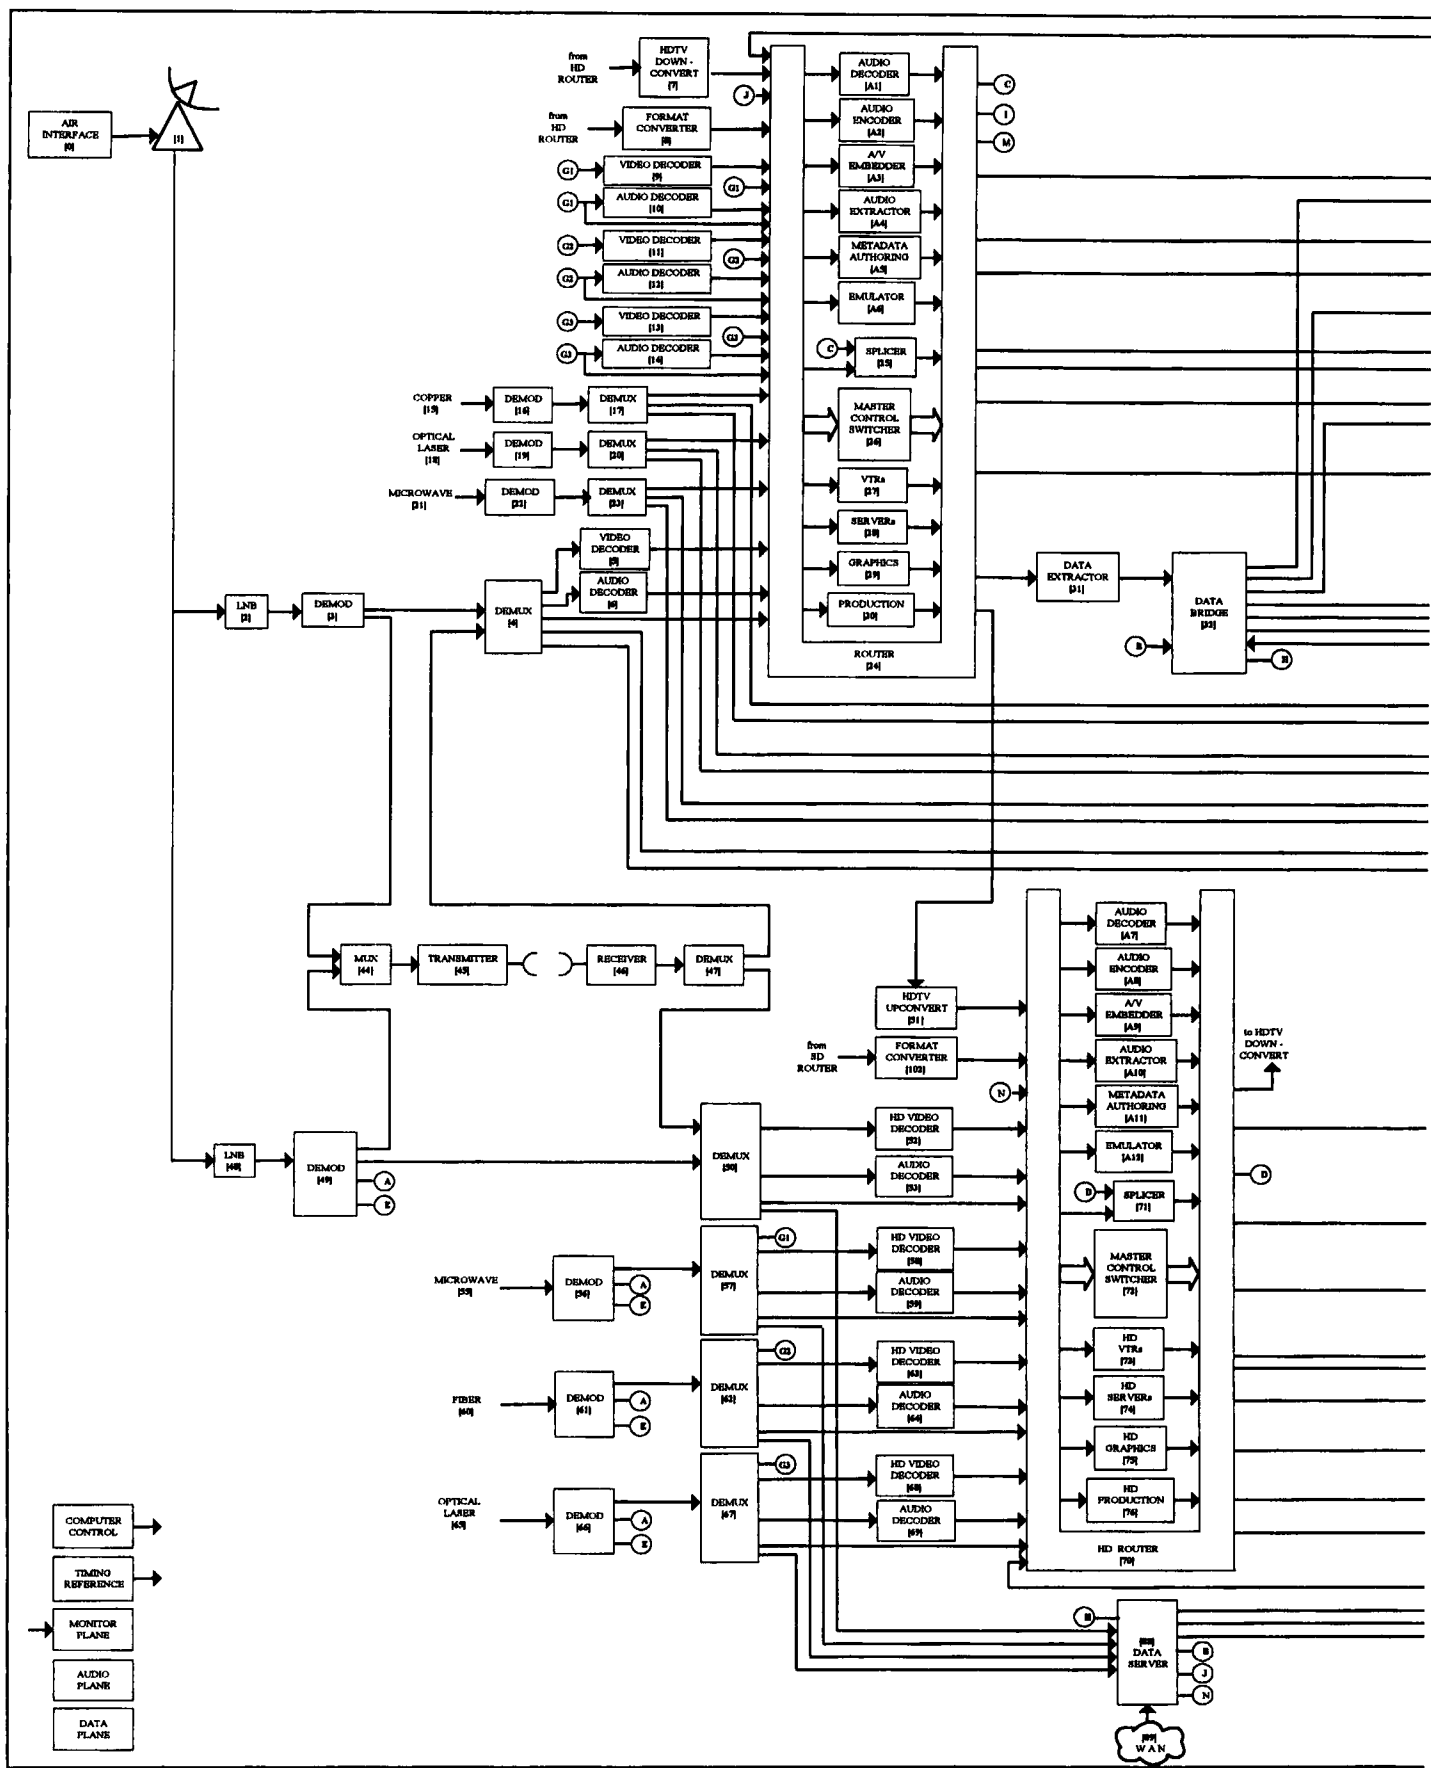 AIR
INTERFACE
[0]
[1]
from
HD
ROUTER
HDTV
DOWN -
CONVERT
[7]
J
from
HD
ROUTER
FORMAT
CONVERTER
[8]
G1
VIDEO DECODER
[9]
G1
G1
AUDIO DECODER
[10]
G2
VIDEO DECODER
[11]
G2
G2
AUDIO DECODER
[12]
G3
VIDEO DECODER
[13]
G3
G3
AUDIO DECODER
[14]
COPPER
[15]
DEMOD
[16]
DEMUX
[17]
OPTICAL
LASER
[18]
DEMOD
[19]
DEMUX
[20]
MICROWAVE
[21]
DEMOD
[22]
DEMUX
[23]
VIDEO
DECODER
[5]
AUDIO
DECODER
[6]
LNB
[2]
DEMOD
[3]
DEMUX
[4]
AUDIO
DECODER
[A1]
AUDIO
ENCODER
[A2]
A/V
EMBEDDER
[A3]
AUDIO
EXTRACTOR
[A4]
METADATA
AUTHORING
[A5]
EMULATOR
[A6]
C
SPLICER
[25]
MASTER
CONTROL
SWITCHER
[26]
VTRs
[27]
SERVERs
[28]
GRAPHICS
[29]
PRODUCTION
[30]
ROUTER
[24]
C
I
M
DATA
EXTRACTOR
[31]
DATA
BRIDGE
[32]
B
H
MUX
[44]
TRANSMITTER
[45]
RECEIVER
[46]
DEMUX
[47]
HDTV
UPCONVERT
[51]
from
SD
ROUTER
FORMAT
CONVERTER
[102]
N
LNB
[48]
DEMOD
[49]
A
E
DEMUX
[50]
HD VIDEO
DECODER
[52]
AUDIO
DECODER
[53]
MICROWAVE
[55]
DEMOD
[56]
A
E
DEMUX
[57]
G1
HD VIDEO
DECODER
[58]
AUDIO
DECODER
[59]
FIBER
[60]
DEMOD
[61]
A
E
DEMUX
[62]
G2
HD VIDEO
DECODER
[63]
AUDIO
DECODER
[64]
OPTICAL
LASER
[65]
DEMOD
[66]
A
E
DEMUX
[67]
G3
HD VIDEO
DECODER
[68]
AUDIO
DECODER
[69]
AUDIO
DECODER
[A7]
AUDIO
ENCODER
[A8]
A/V
EMBEDDER
[A9]
AUDIO
EXTRACTOR
[A10]
METADATA
AUTHORING
[A11]
EMULATOR
[A12]
D
SPLICER
[71]
MASTER
CONTROL
SWITCHER
[72]
HD
VTRs
[73]
HD
SERVERs
[74]
HD
GRAPHICS
[75]
HD
PRODUCTION
[76]
HD ROUTER
[70]
to HDTV
DOWN -
CONVERT
D
H
[88]
DATA
SERVER
B
J
N
[89]
WAN
COMPUTER
CONTROL
TIMING
REFERENCE
MONITOR
PLANE
AUDIO
PLANE
DATA
PLANE